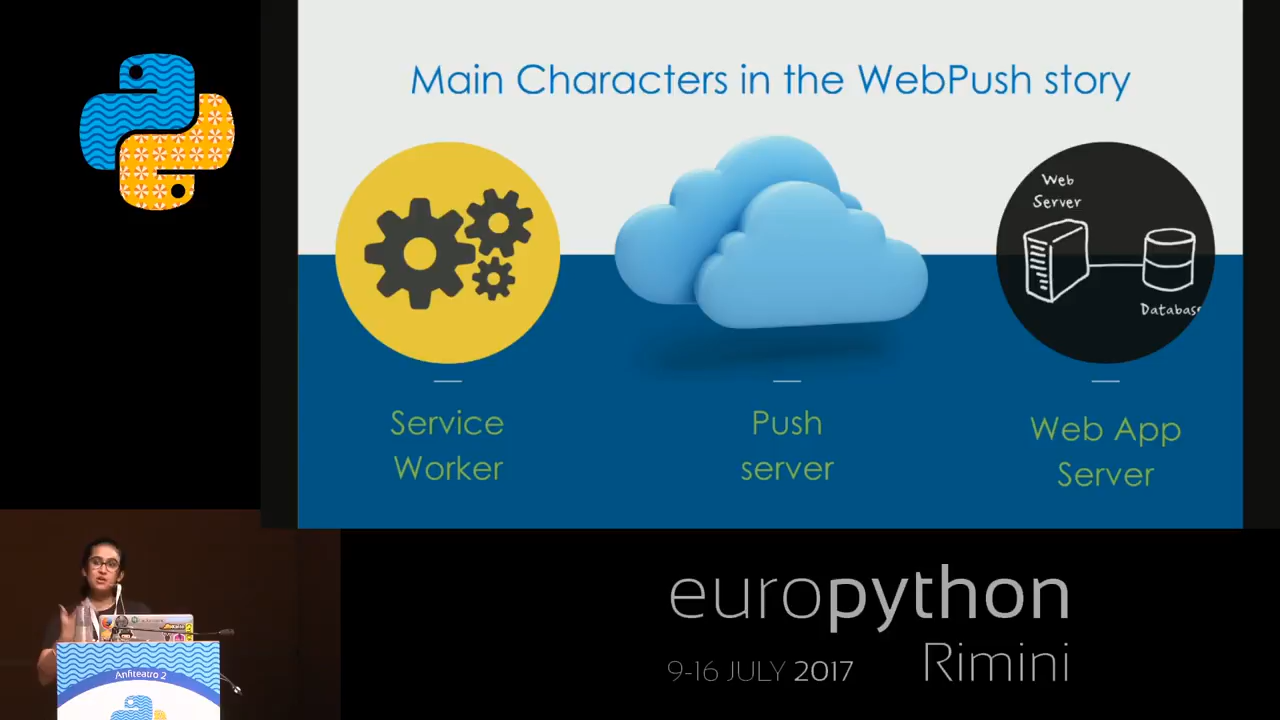 Main Characters in the WebPush story
Web
Server
Database
Service
Worker
Push
server
Web App
Server
europython
Rimini
9-16 JULY 2017
Anfiteatro 2